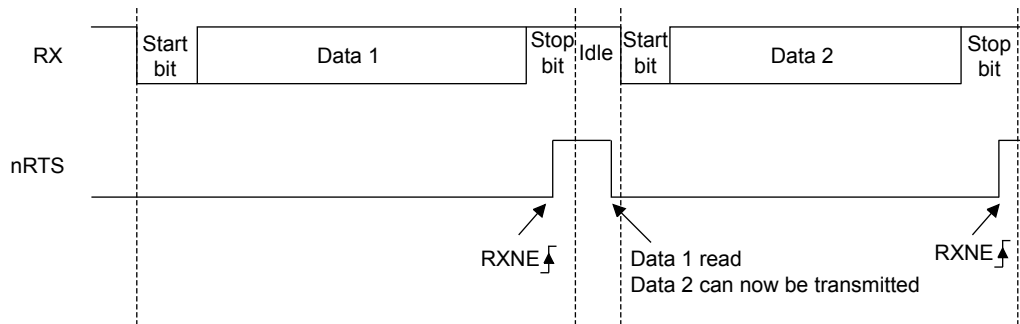 RX
Start
bit
Data 1
Stop
bit
Idle
Start
bit
Data 2
Stop
bit
nRTS
RXNE
Data 1 read
Data 2 can now be transmitted
RXNE